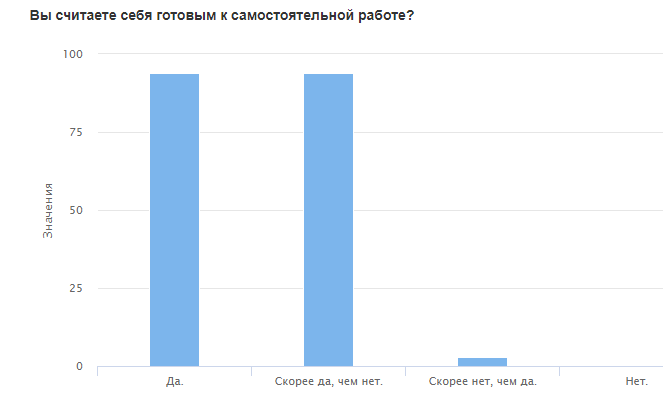 Вы считаете себя готовым к самостоятельной работе?
100
75
50
25
0
Значения
Да.
Скорее да, чем нет.
Скорее нет, чем да.
Нет.